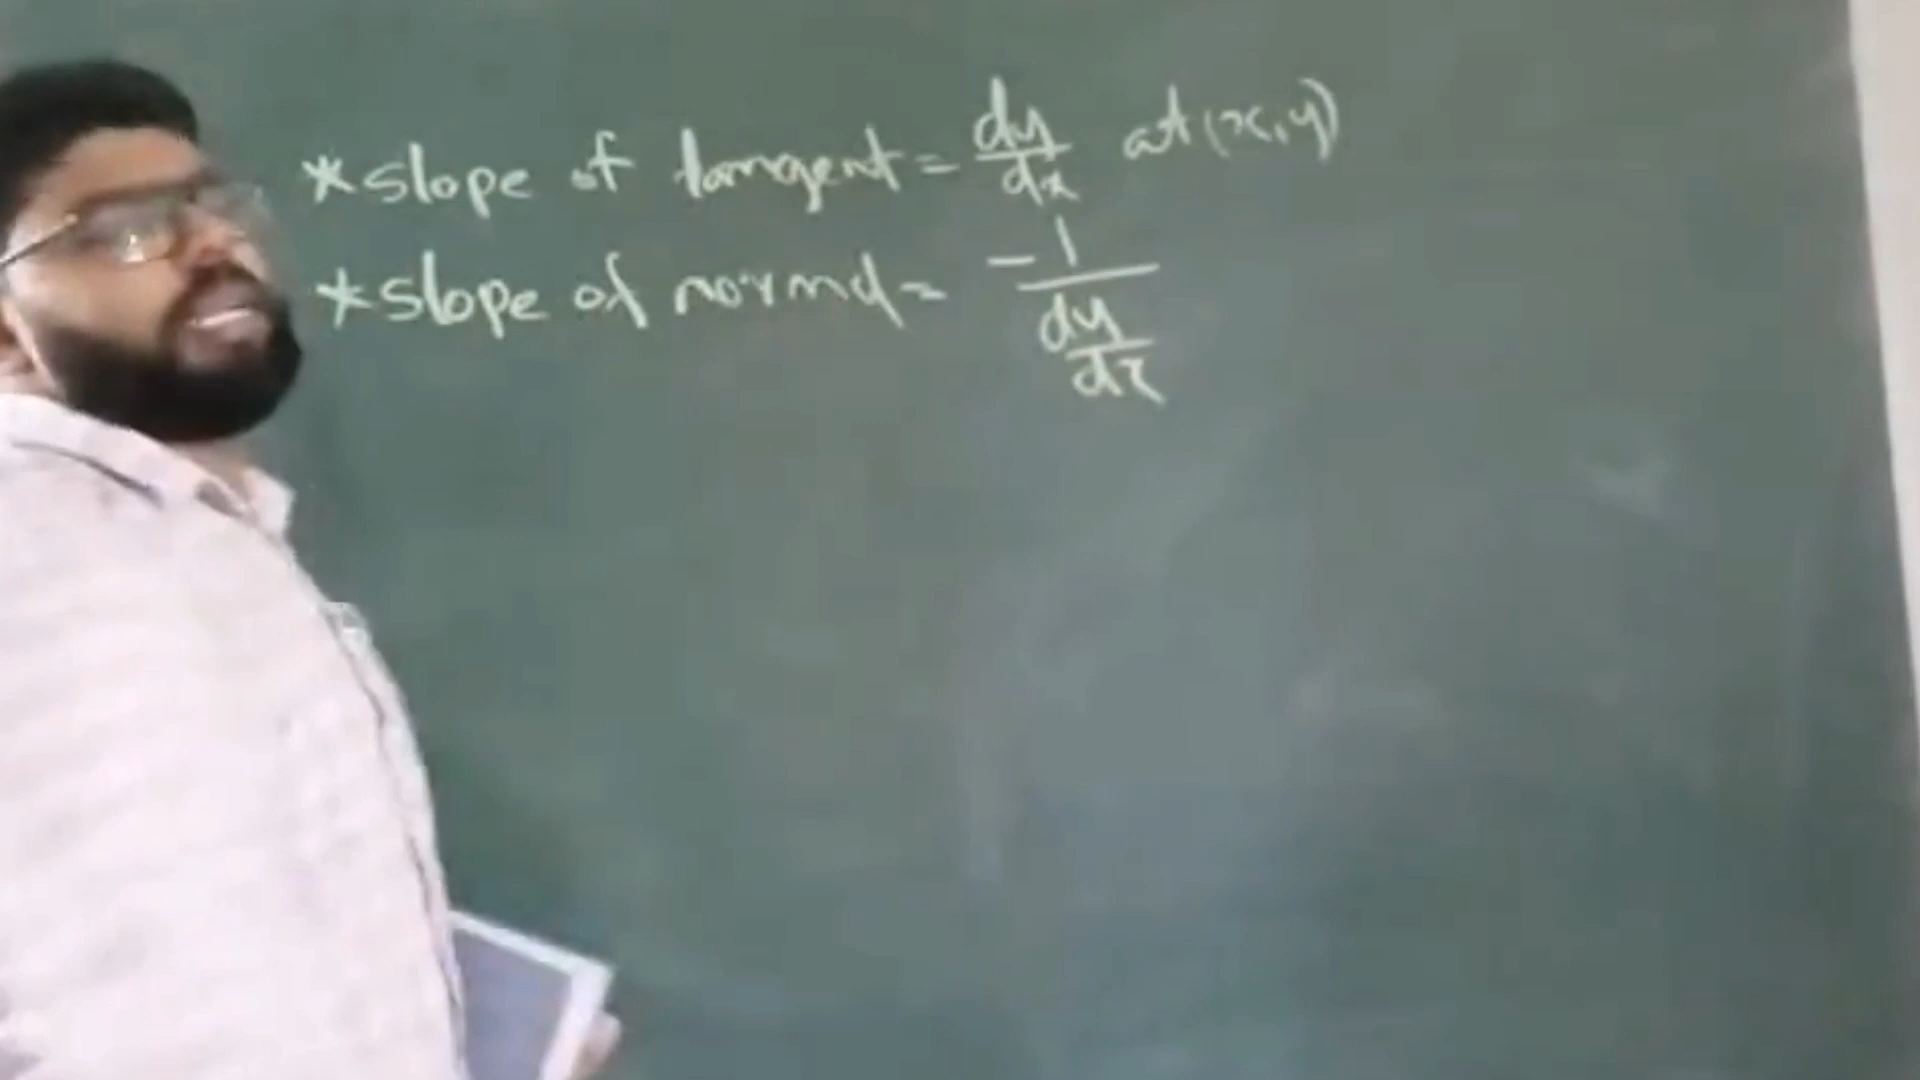 *slope of tangent = dy/dx at (x,y)
*slope of normal = -1/(dy/dx)